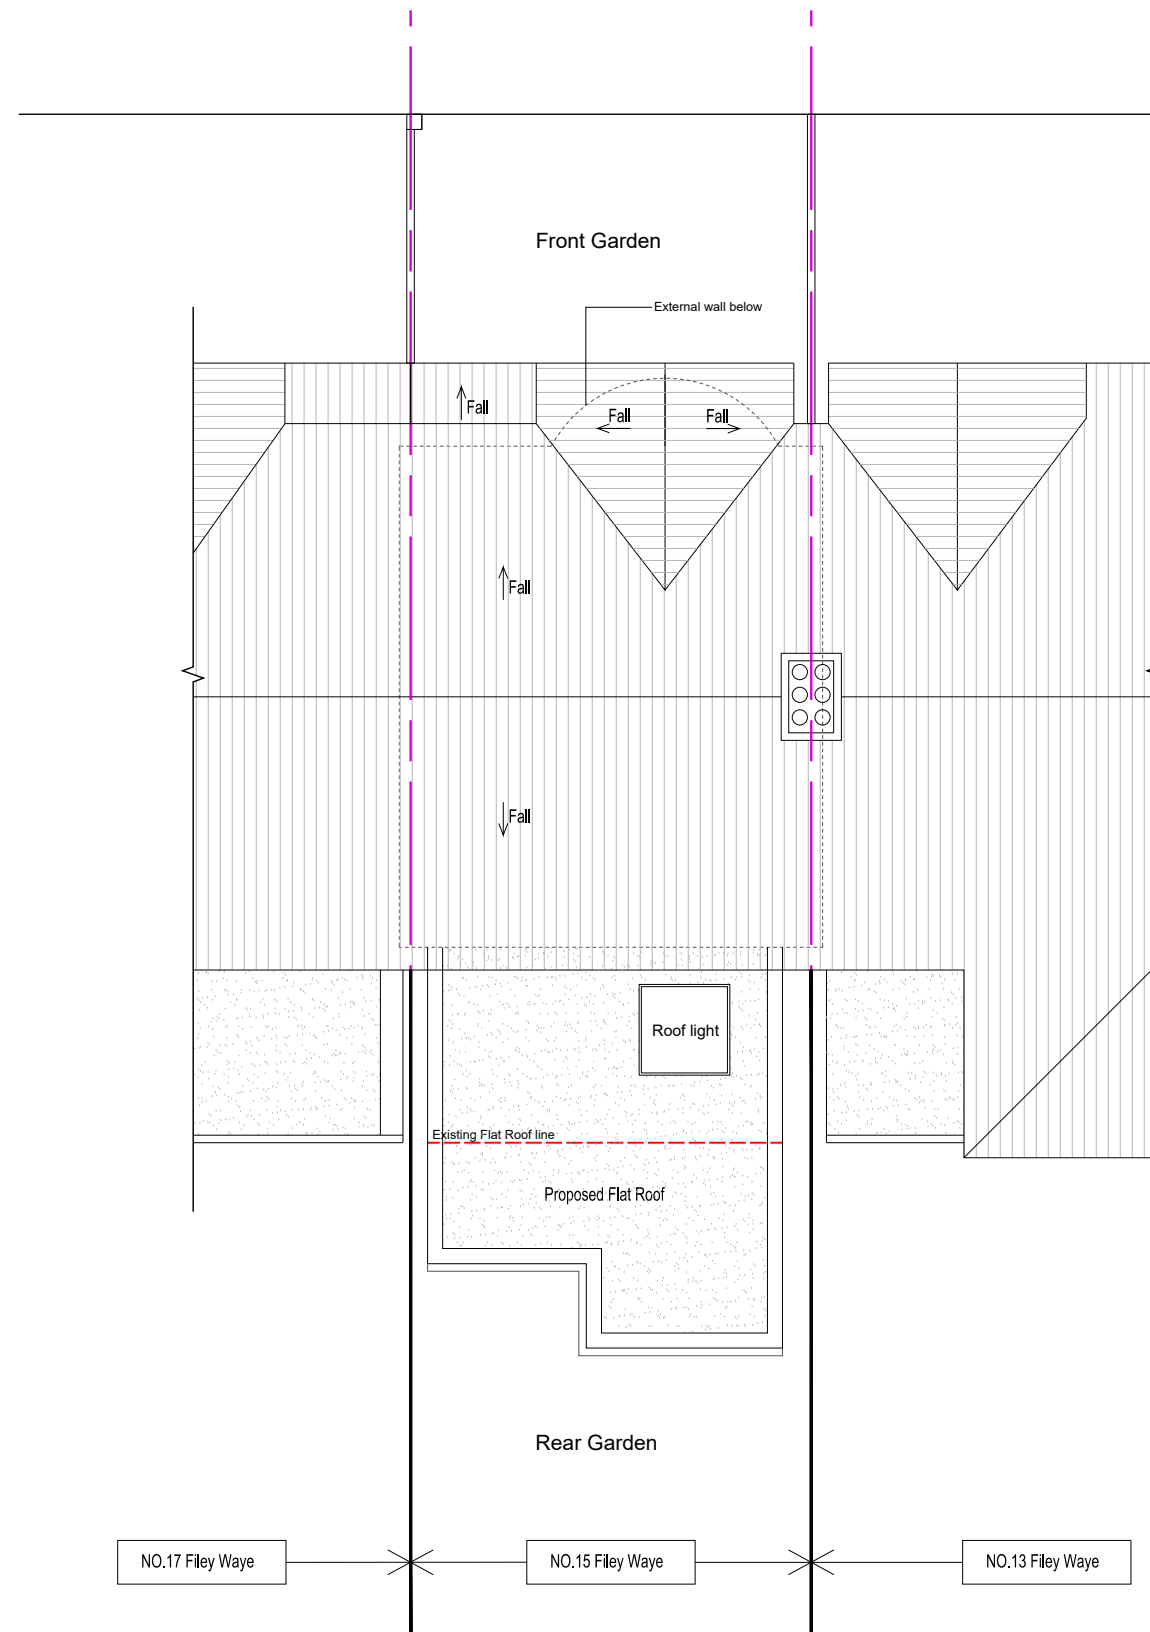 Front Garden
External wall below
Fall
Fall
Fall
Fall
Fall
Roof light
Existing Flat Roof line
Proposed Flat Roof
Rear Garden
NO.17 Filey Waye
NO.15 Filey Waye
NO.13 Filey Waye